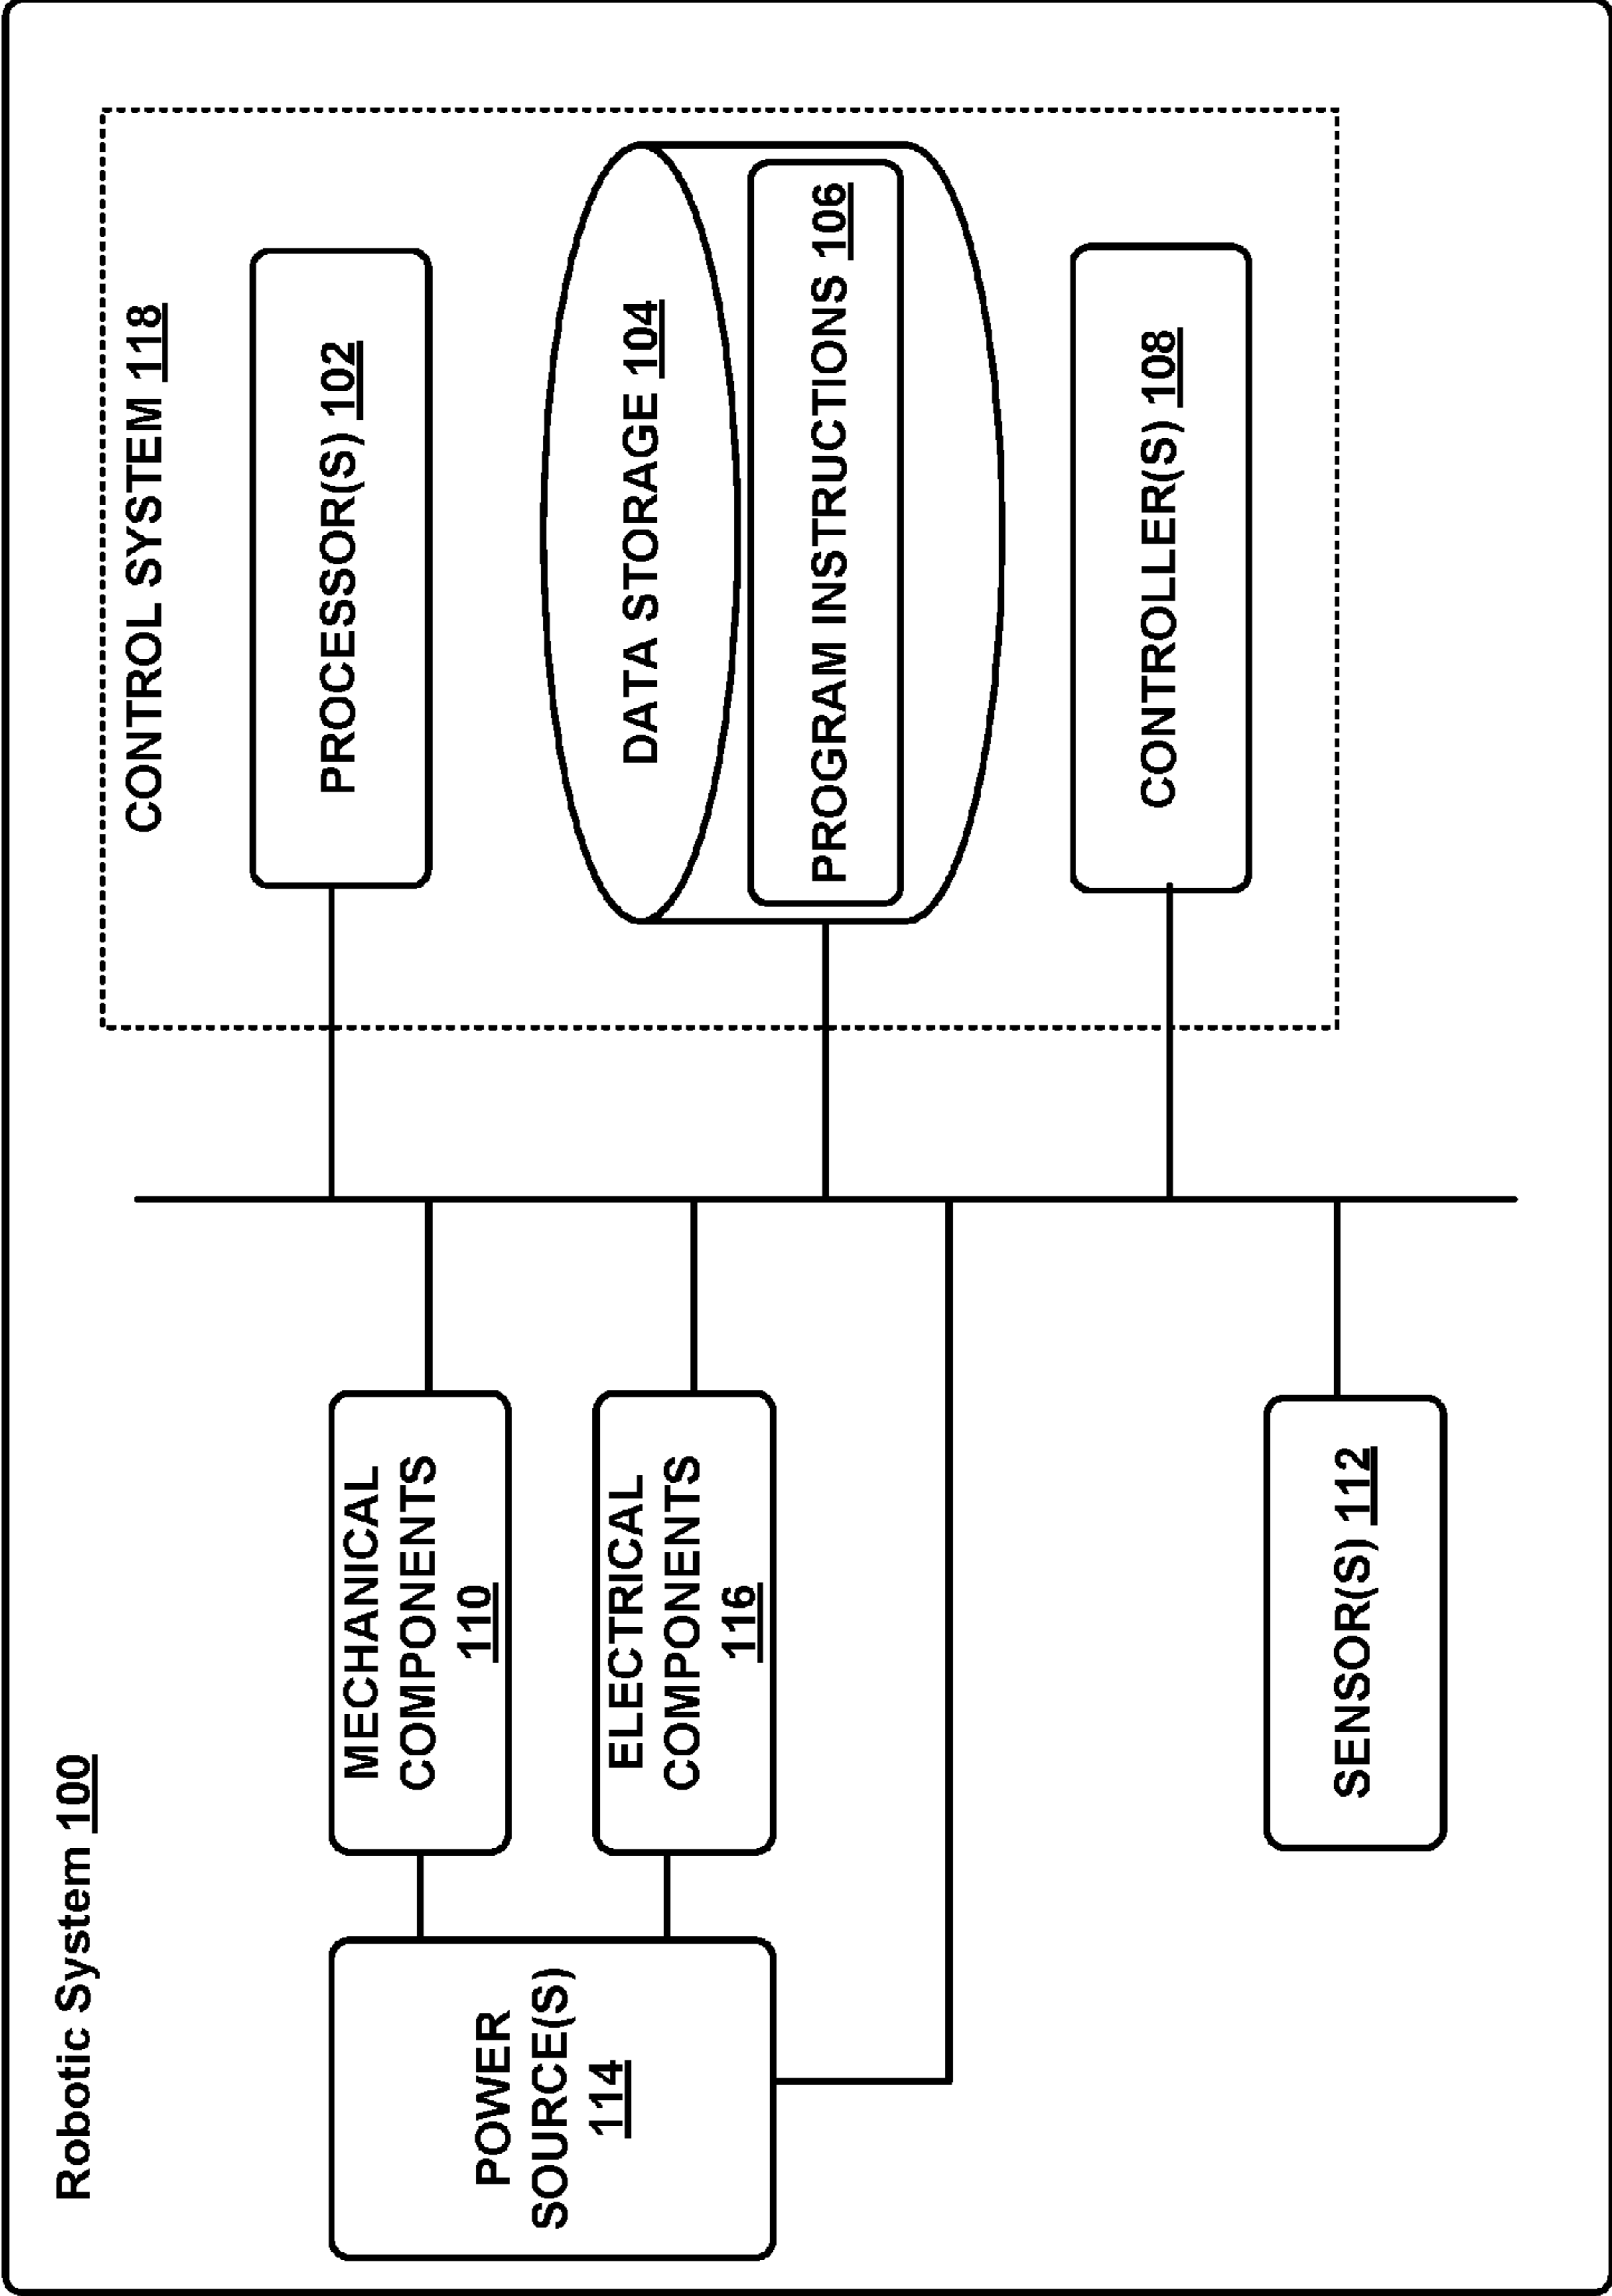 Robotic System 100
CONTROL SYSTEM 118
PROCESSOR(S) 102
DATA STORAGE 104
PROGRAM INSTRUCTIONS 106
CONTROLLER(S) 108
MECHANICAL
COMPONENTS
110
ELECTRICAL
COMPONENTS
116
POWER
SOURCE(S)
114
SENSOR(S) 112